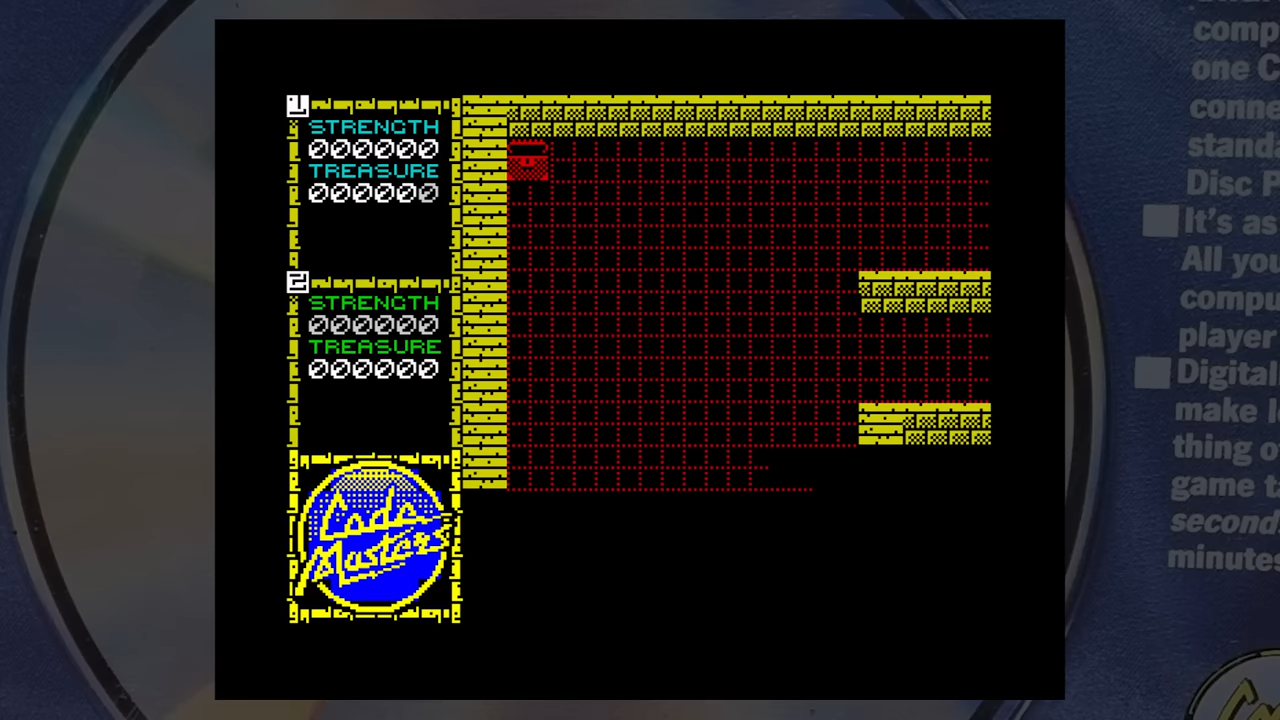 1
STRENGTH
000000
TREASURE
000000
2
STRENGTH
000000
TREASURE
000000
Code
Masters
comp
one C
conne
standa
Disc P
It's as
All you
compu
player
Digital
make l
thing o
game ta
second
minutes